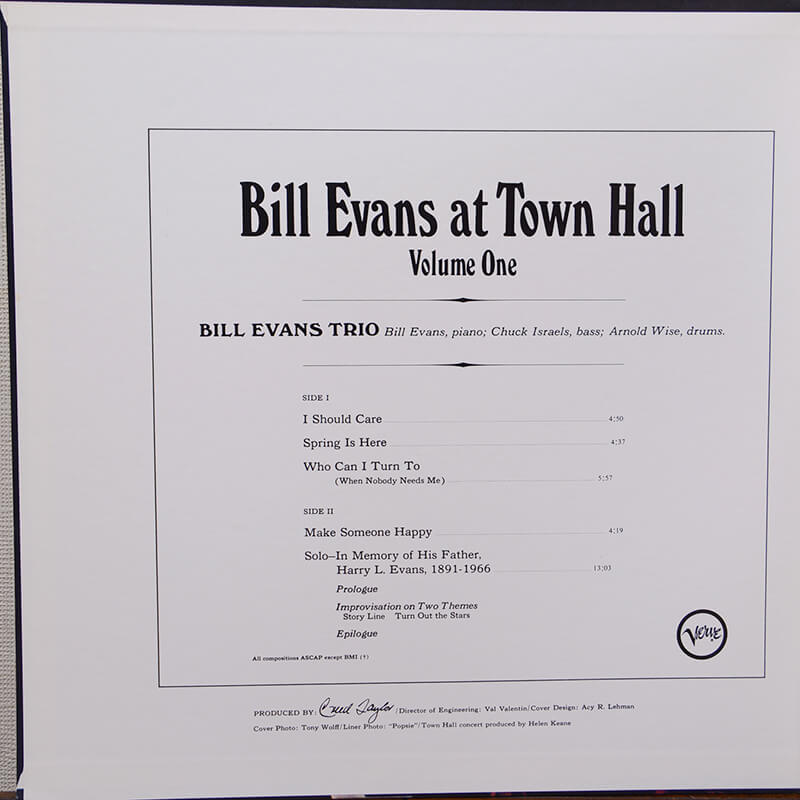 Bill Evans at Town Hall
Volume One
BILL EVANS TRIO Bill Evans, piano; Chuck Israels, bass; Arnold Wise, drums.
SIDE I
I Should Care 4:50
Spring Is Here 4:37
Who Can I Turn To
(When Nobody Needs Me) 5:57
SIDE II
Make Someone Happy 4:19
Solo–In Memory of His Father,
Harry L. Evans, 1891-1966 13:03
Prologue
Improvisation on Two Themes
Story Line Turn Out the Stars
Epilogue
Verve
All compositions ASCAP except BMI (†)
PRODUCED BY: Creed Taylor/Director of Engineering: Val Valentin/Cover Design: Acy R. Lehman
Cover Photo: Tony Wolff/Liner Photo: "Popsie"/Town Hall concert produced by Helen Keane